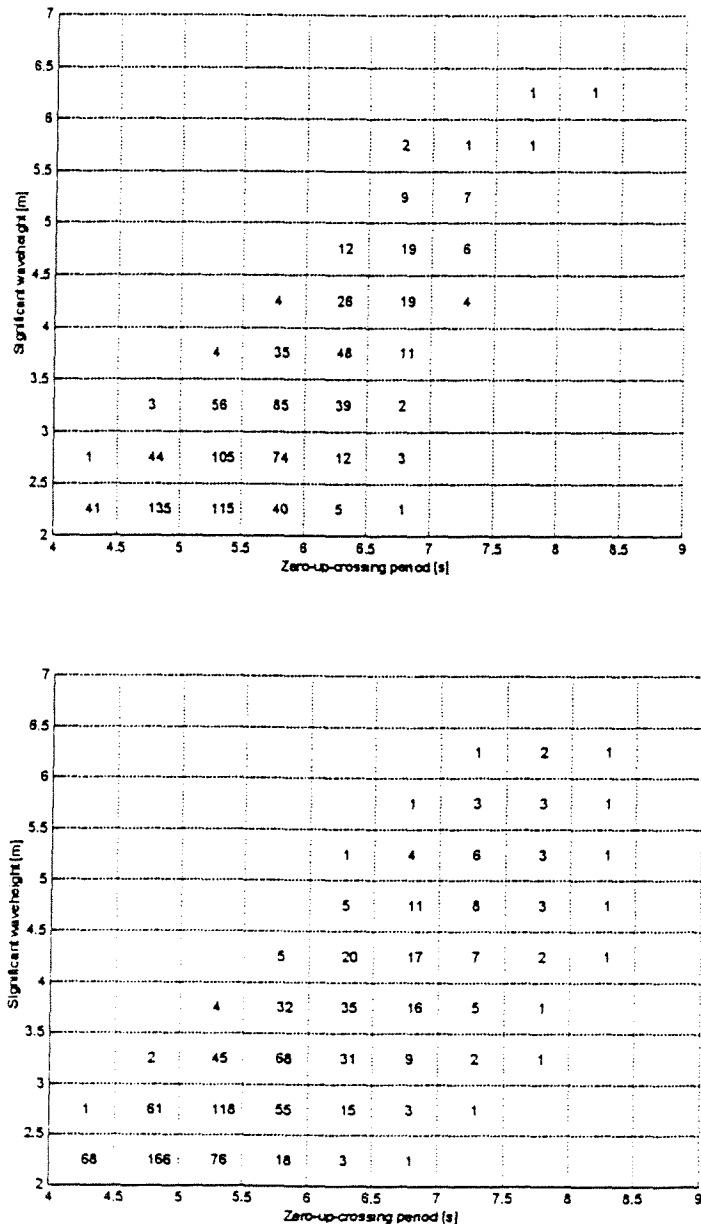 7
6.5
1 1
6
2 1 1
5.5
9 7
5
12 19 6
4.5
4 26 19 4
4
4 35 48 11
3.5
3 56 85 39 2
3
1 44 105 74 12 3
2.5
41 135 115 40 5 1
2
4 4.5 5 5.5 6 6.5 7 7.5 8 8.5 9
Significant waveheight [m]
Zero-up-crossing period [s]
7
6.5
1 2 1
6
1 3 3 1
5.5
1 4 6 3 1
5
5 11 8 3 1
4.5
5 20 17 7 2 1
4
4 32 35 16 5 1
3.5
2 45 68 31 9 2 1
3
1 61 118 55 15 3 1
2.5
68 166 76 18 3 1
2
4 4.5 5 5.5 6 6.5 7 7.5 8 8.5 9
Significant waveheight [m]
Zero-up-crossing period [s]